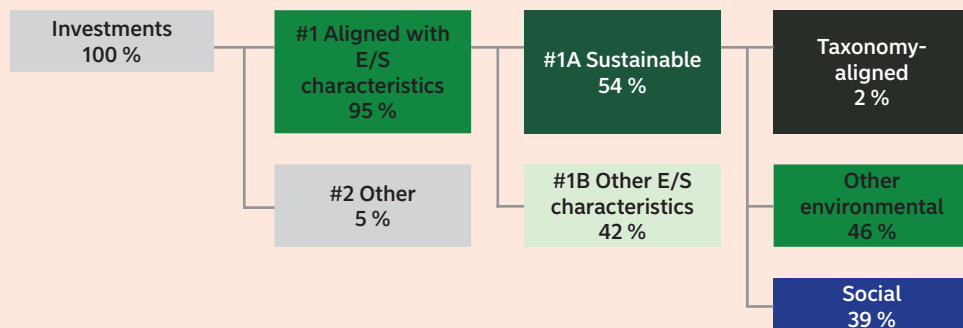 Investments
100 %
#1 Aligned with
E/S
characteristics
95 %
#1A Sustainable
54 %
Taxonomy-
aligned
2 %
#2 Other
5 %
#1B Other E/S
characteristics
42 %
Other
environmental
46 %
Social
39 %